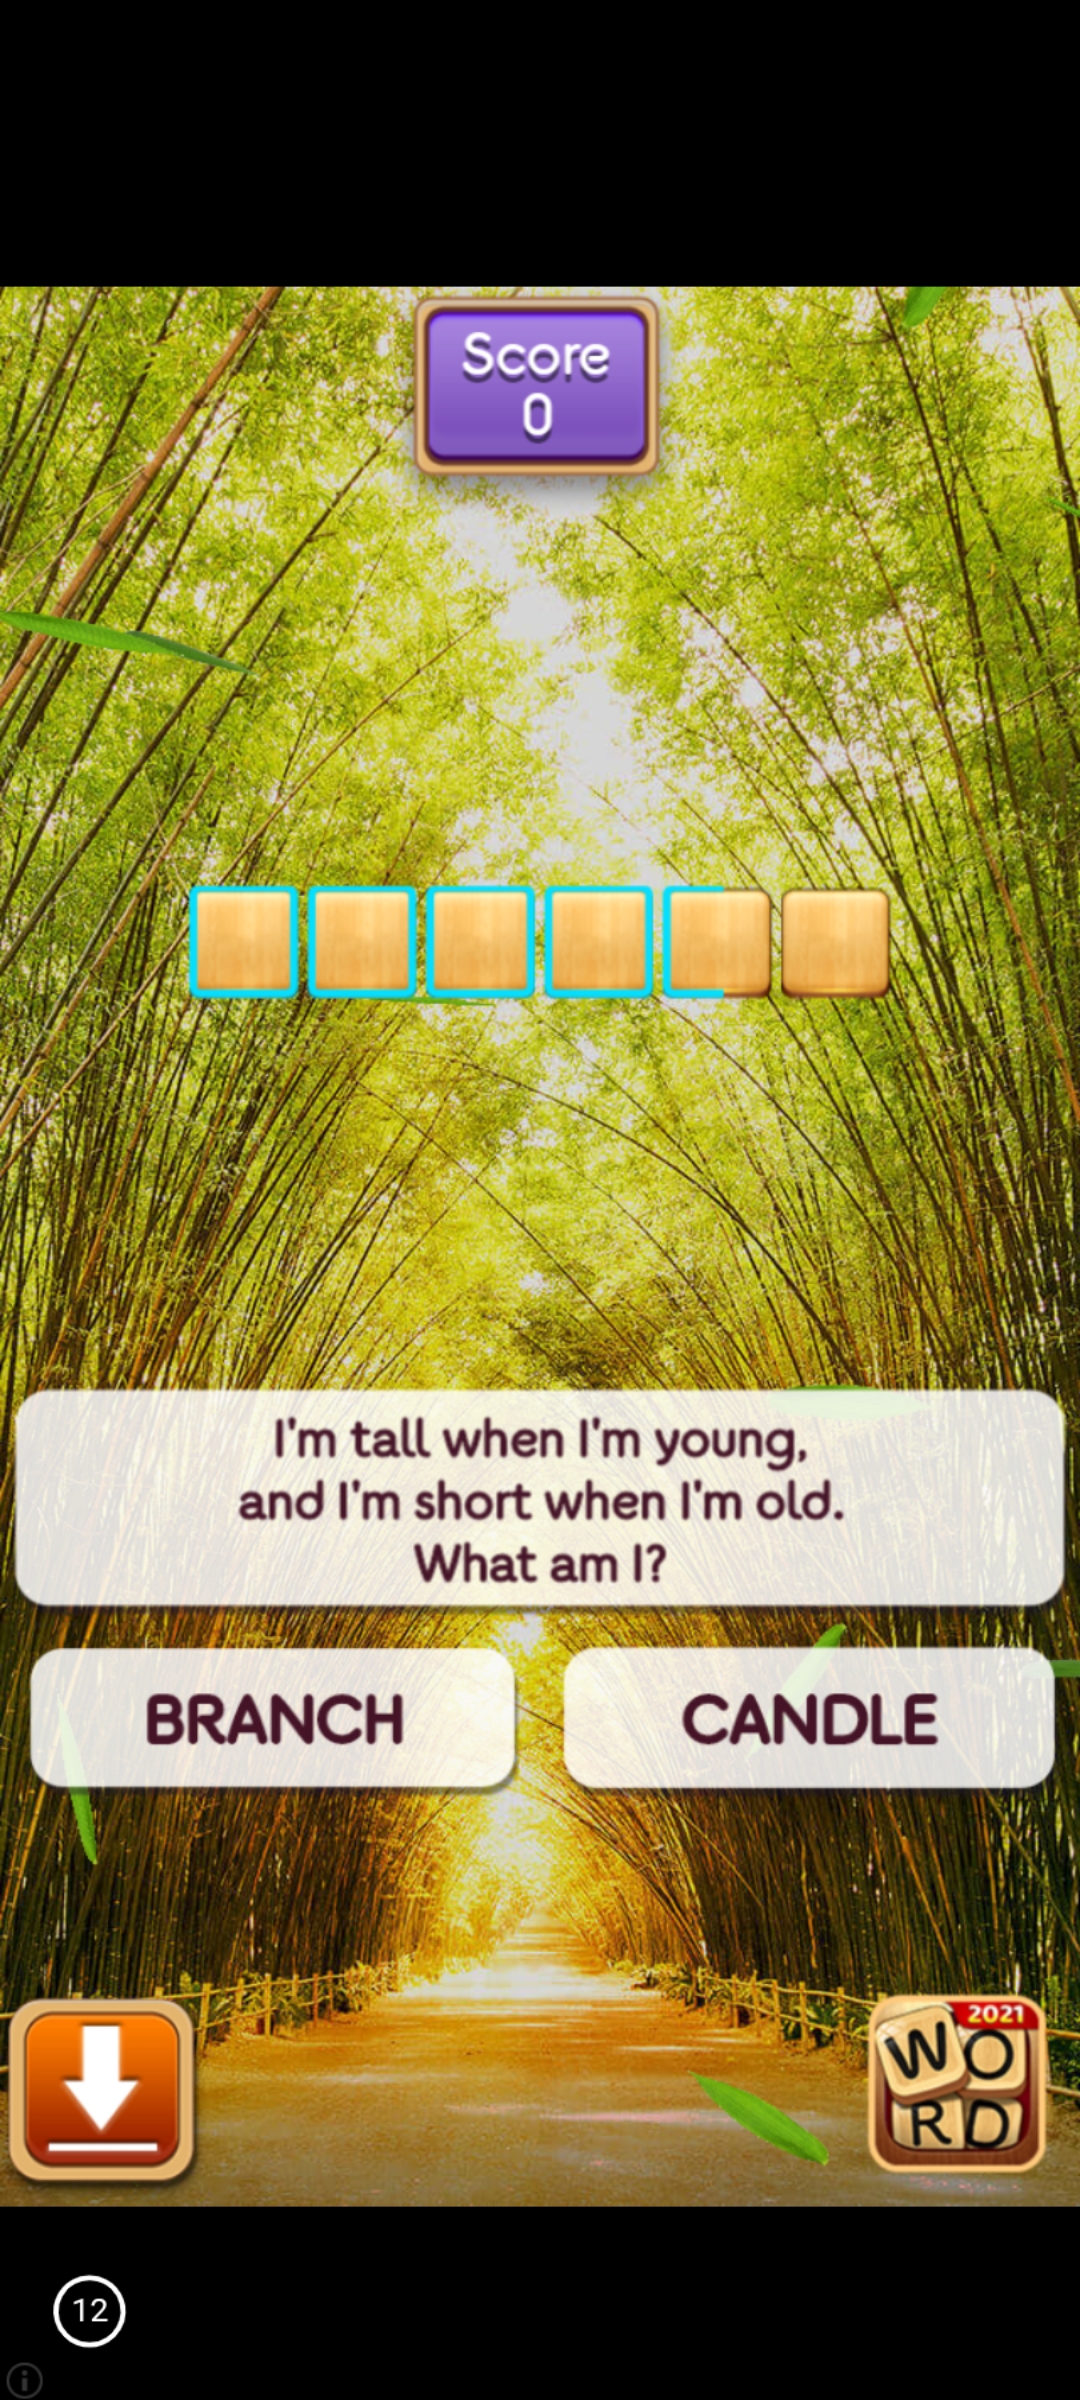 Score
0
I'm tall when I'm young,
and I'm short when I'm old.
What am I?
BRANCH
CANDLE
2021
WO
RD
12
i